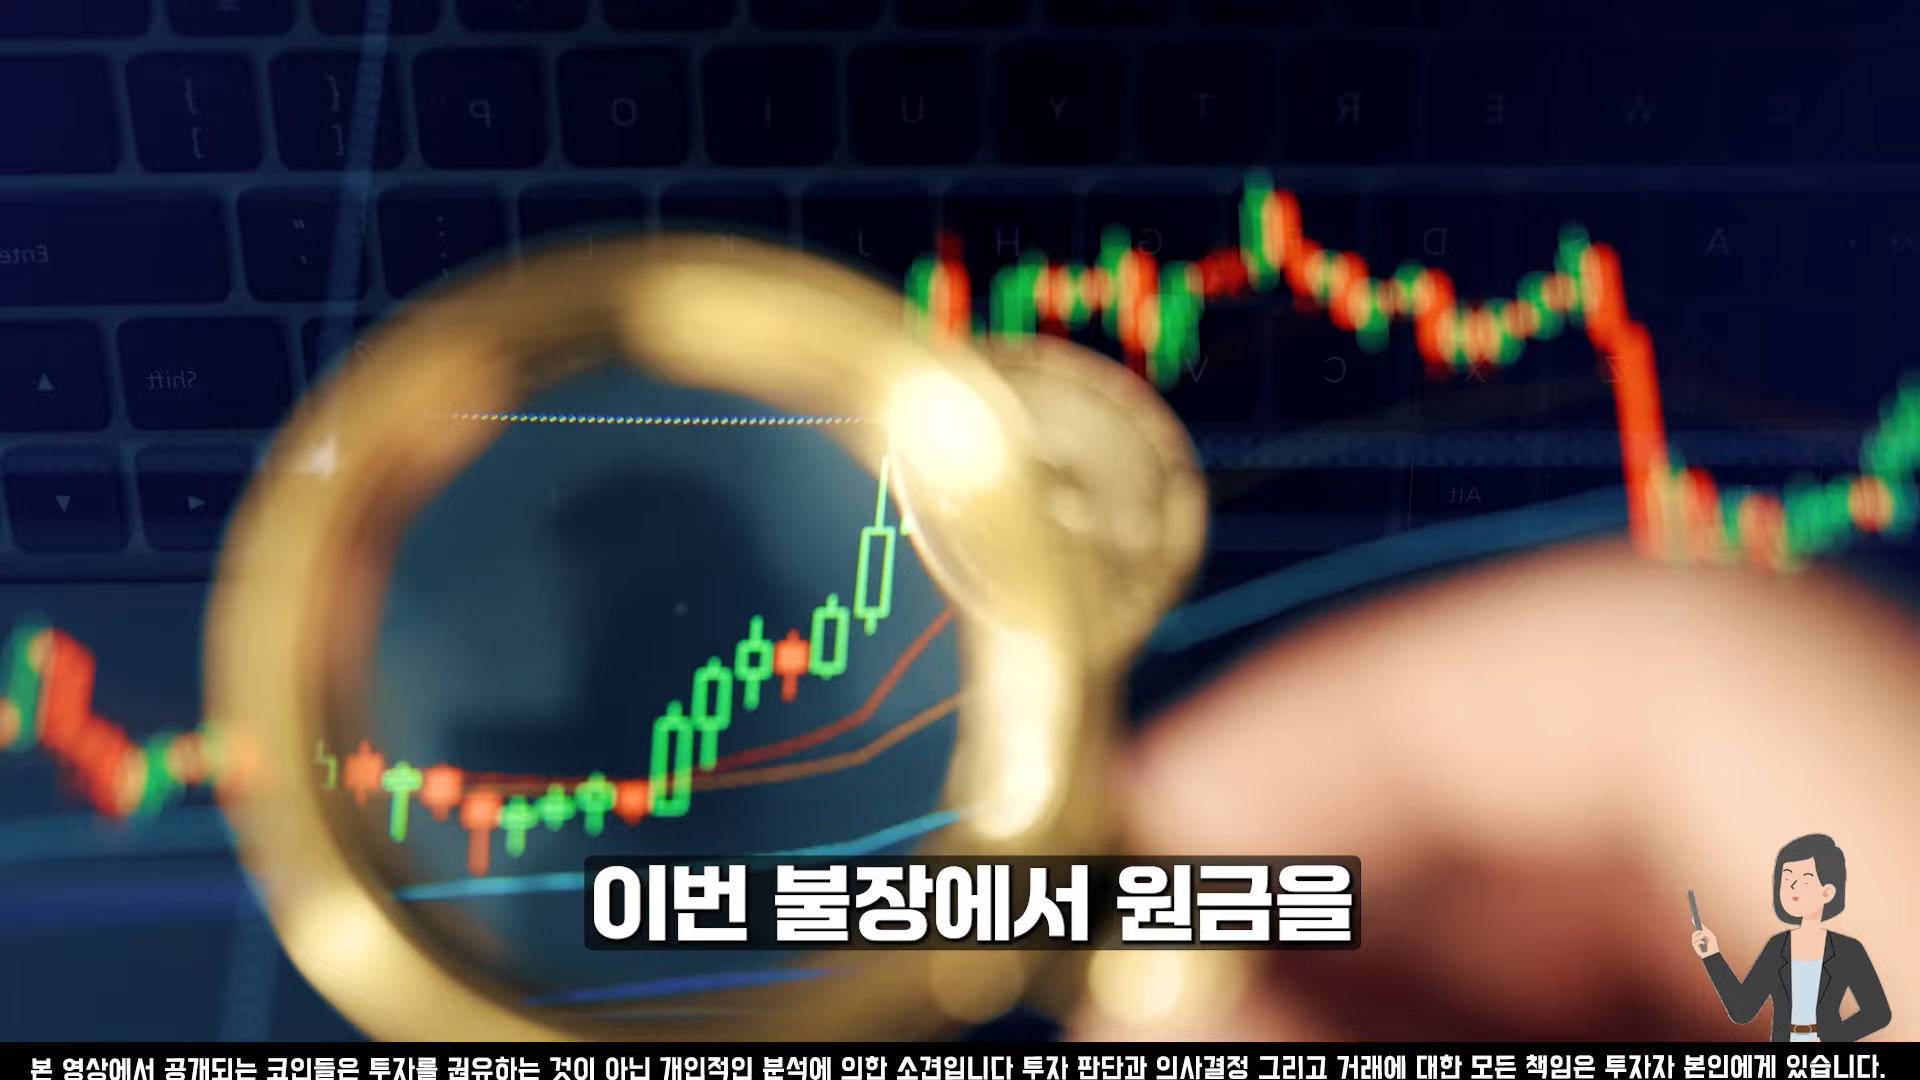 이번 불장에서 원금을
본 영상에서 공개되는 코인들은 투자를 권유하는 것이 아닌 개인적인 분석에 의한 소견입니다 투자 판단과 의사결정 그리고 거래에 대한 모든 책임은 투자자 본인에게 있습니다.